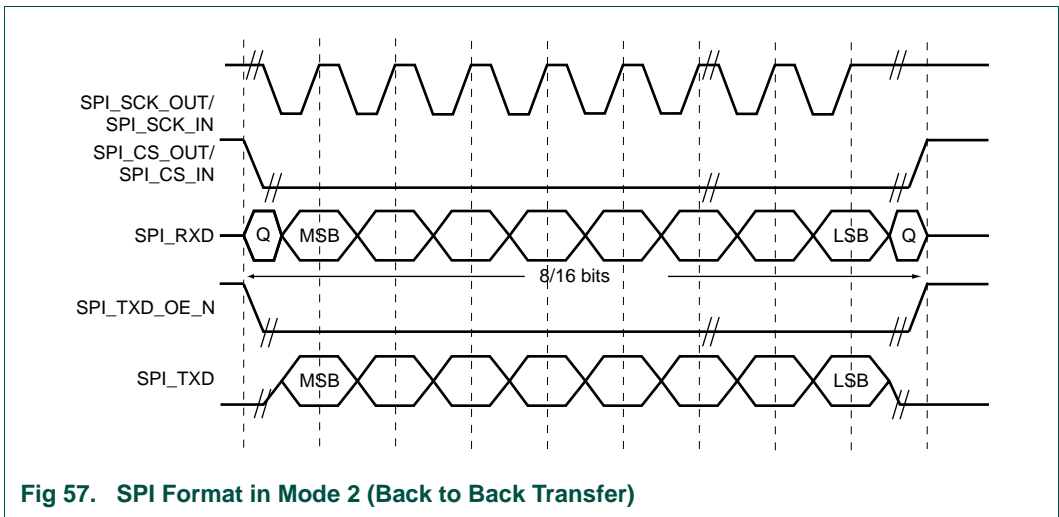 SPI_SCK_OUT/
SPI_SCK_IN
SPI_CS_OUT/
SPI_CS_IN
SPI_RXD
Q
MSB
LSB
Q
8/16 bits
SPI_TXD_OE_N
SPI_TXD
MSB
LSB
Fig 57. SPI Format in Mode 2 (Back to Back Transfer)